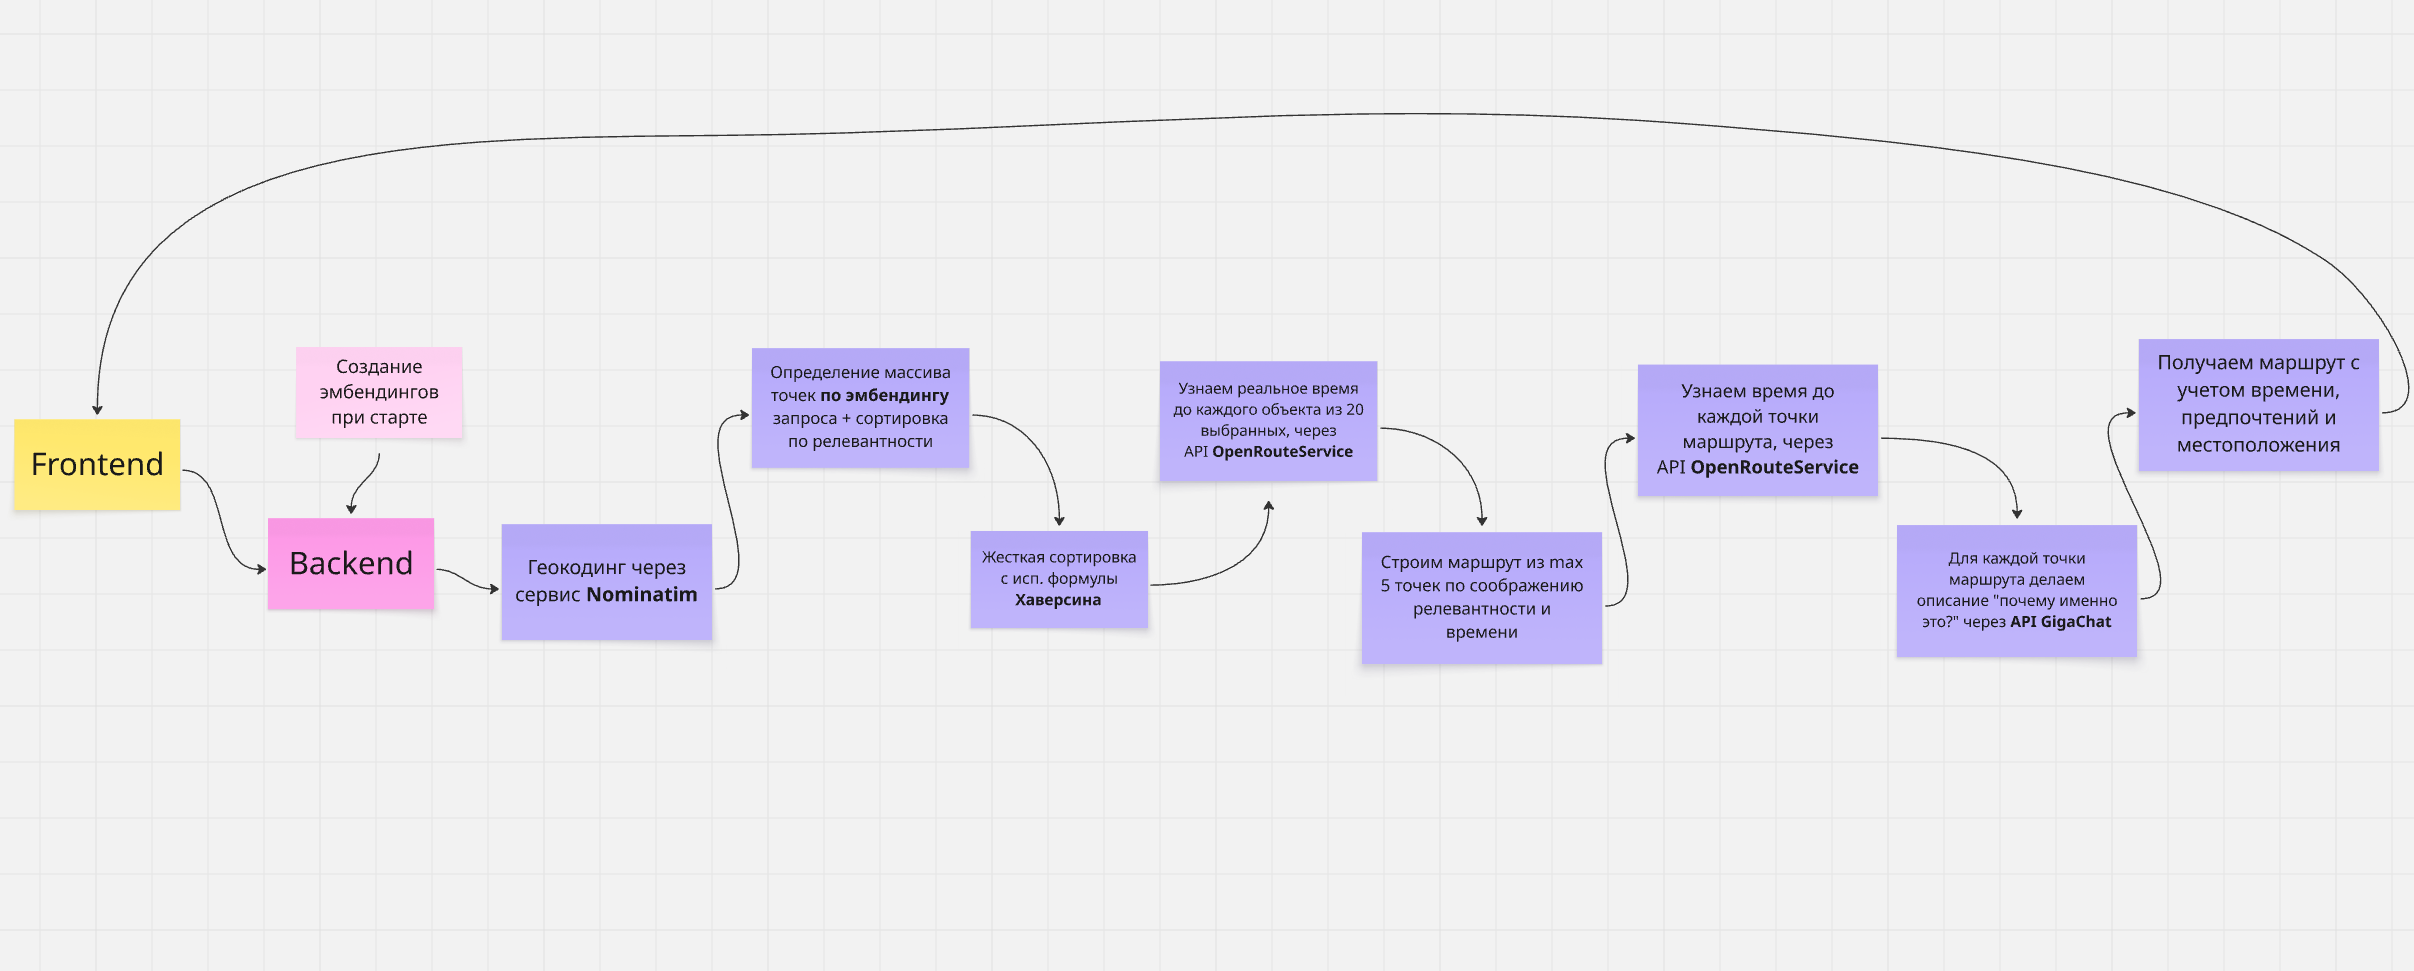 Frontend
Создание
эмбендингов
при старте
Backend
Геокодинг через
сервис Nominatim
Определение массива
точек по эмбендингу
запроса + сортировка
по релевантности
Жесткая сортировка
с исп. формулы
Хаверсина
Узнаем реальное время
до каждого объекта из 20
выбранных, через
API OpenRouteService
Строим маршрут из max
5 точек по соображению
релевантности и
времени
Узнаем время до
каждой точки
маршрута, через
API OpenRouteService
Для каждой точки
маршрута делаем
описание "почему именно
это?" через API GigaChat
Получаем маршрут с
учетом времени,
предпочтений и
местоположения